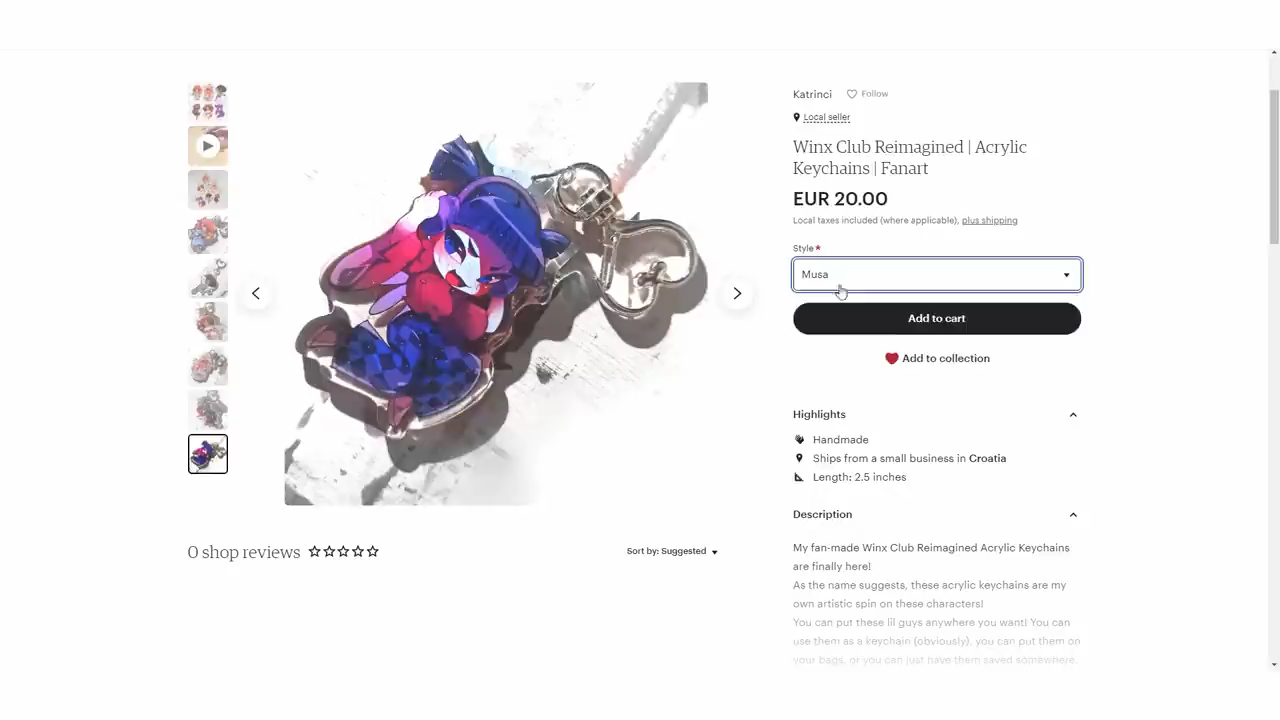 Katrinci
Follow
Local seller
Winx Club Reimagined | Acrylic
Keychains | Fanart
EUR 20.00
Local taxes included (where applicable), plus shipping
Style*
Musa
Add to cart
Add to collection
Highlights
Handmade
Ships from a small business in Croatia
Length: 2.5 inches
Description
My fan-made Winx Club Reimagined Acrylic Keychains
are finally here!
As the name suggests, these acrylic keychains are my
own artistic spin on these characters!
You can put these lil guys anywhere you want! You can
use them as a keychain (obviously), you can put them on
your bags, or you can just have them saved somewhere,
0 shop reviews
Sort by: Suggested